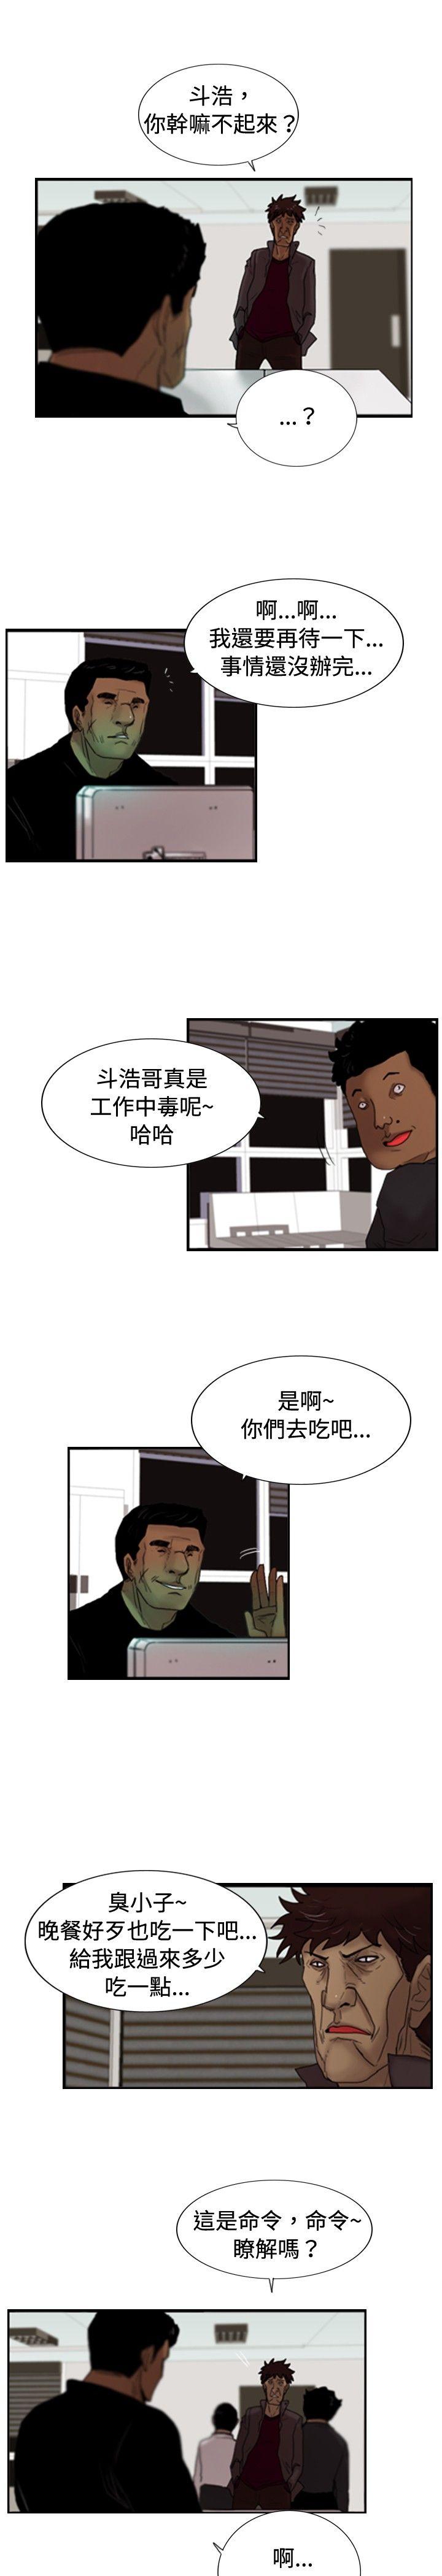 斗浩，
你幹嘛不起來？
...？
啊...啊...
我還要再待一下...
事情還沒辦完...
斗浩哥真是
工作中毒呢~
哈哈
是啊~
你們去吃吧...
臭小子~
晚餐好歹也吃一下吧...
給我跟過來多少
吃一點...
這是命令，命令~
瞭解嗎？
啊...